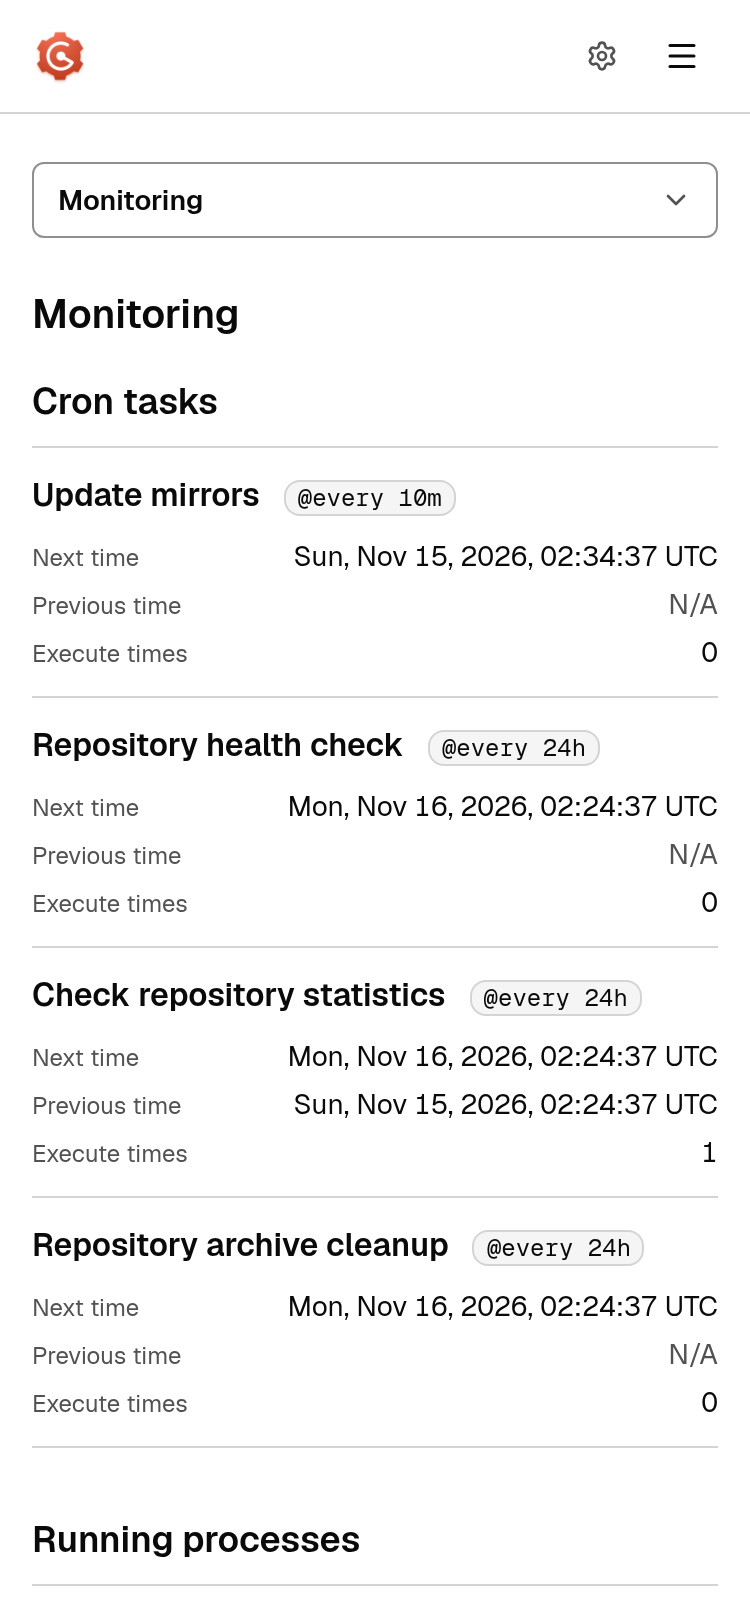 Monitoring
Monitoring
Cron tasks
Update mirrors @every 10m
Next time Sun, Nov 15, 2026, 02:34:37 UTC
Previous time N/A
Execute times 0
Repository health check @every 24h
Next time Mon, Nov 16, 2026, 02:24:37 UTC
Previous time N/A
Execute times 0
Check repository statistics @every 24h
Next time Mon, Nov 16, 2026, 02:24:37 UTC
Previous time Sun, Nov 15, 2026, 02:24:37 UTC
Execute times 1
Repository archive cleanup @every 24h
Next time Mon, Nov 16, 2026, 02:24:37 UTC
Previous time N/A
Execute times 0
Running processes